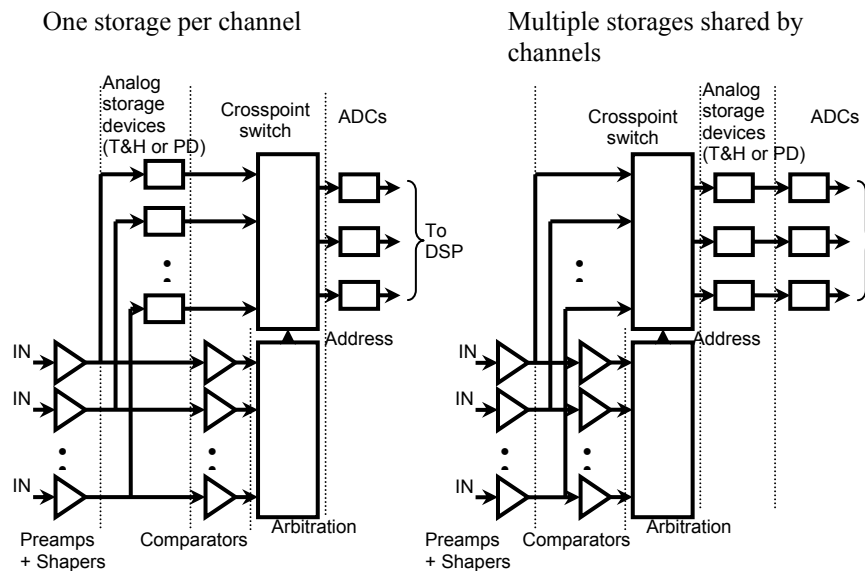 One storage per channel
Analog
storage
devices
(T&H or PD)
Crosspoint
switch
ADCs
To
DSP
Address
IN
IN
IN
Arbitration
Preamps
+ Shapers
Comparators
Multiple storages shared by
channels
Crosspoint
switch
Analog
storage
devices
(T&H or PD)
ADCs
Address
IN
IN
IN
Arbitration
Preamps
+ Shapers
Comparators